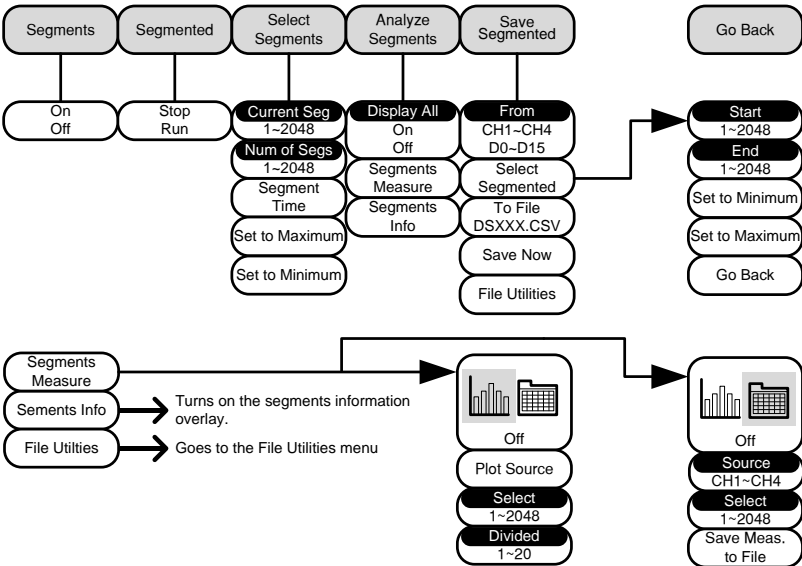 Segments
Segmented
Select
Segments
Analyze
Segments
Save
Segmented
Go Back
On
Off
Stop
Run
Current Seg
1~2048
Num of Segs
1~2048
Segment
Time
Set to Maximum
Set to Minimum
Display All
On
Off
Segments
Measure
Segments
Info
From
CH1~CH4
D0~D15
Select
Segmented
To File
DSXXX.CSV
Save Now
File Utilities
Start
1~2048
End
1~2048
Set to Minimum
Set to Maximum
Go Back
Segments
Measure
Sements Info
Turns on the segments information
overlay.
File Utilties
Goes to the File Utilities menu
Off
Plot Source
Select
1~2048
Divided
1~20
Off
Source
CH1~CH4
Select
1~2048
Save Meas.
to File